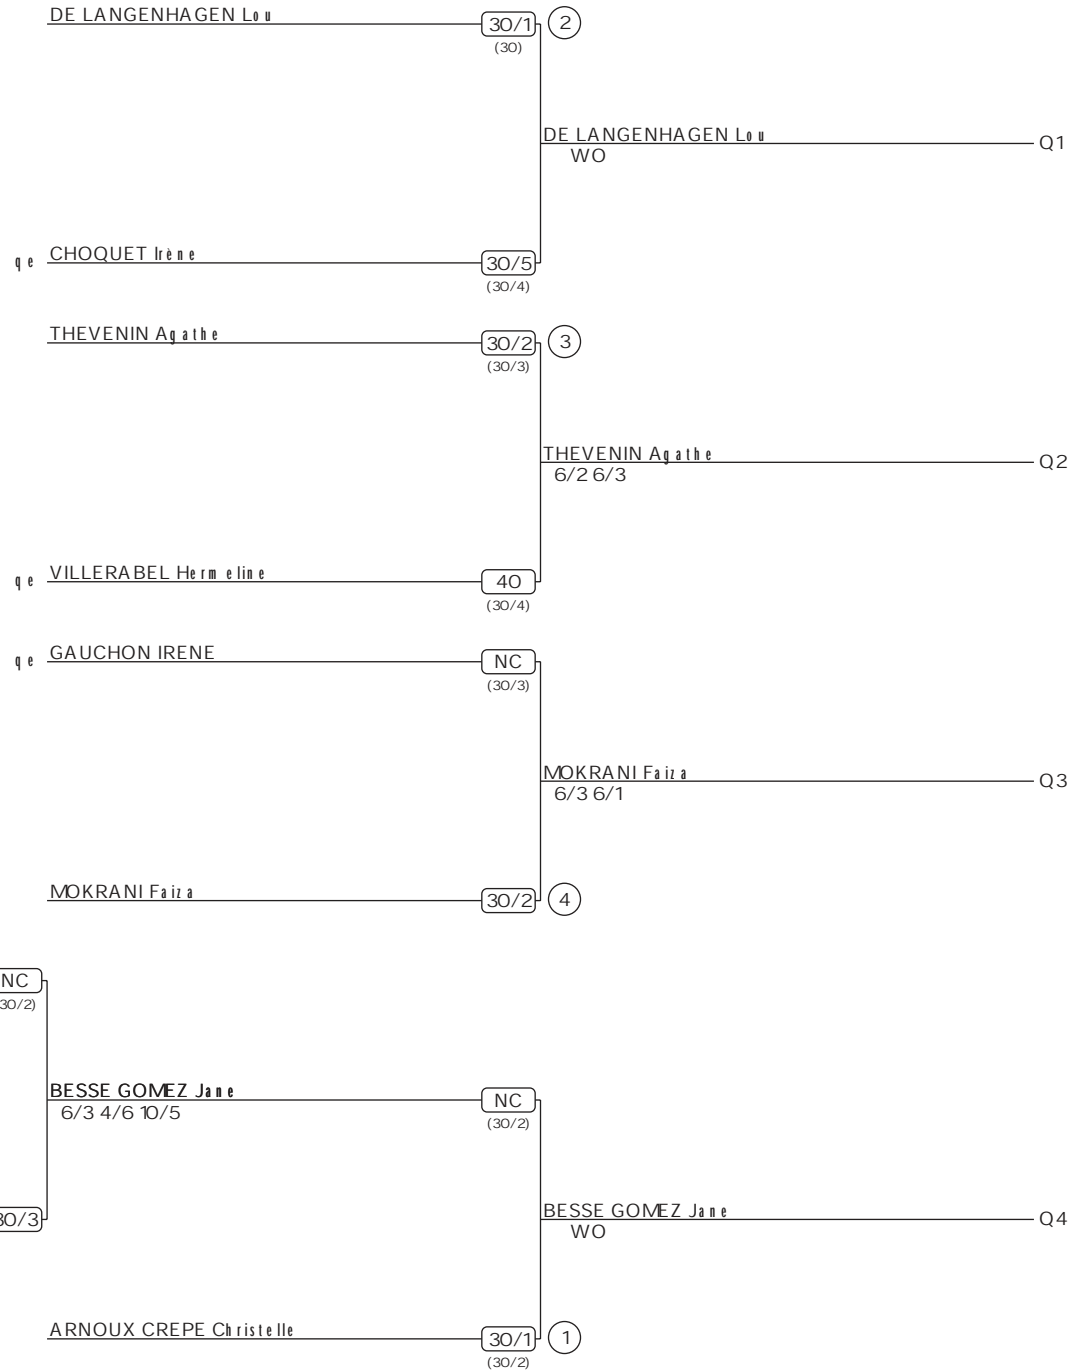 DE LANGENHAGEN Lou 30/1 2
(30)
DE LANGENHAGEN Lou Q1
WO
qe CHOQUET Irène 30/5
(30/4)
THEVENIN Agathe 30/2 3
(30/3)
THEVENIN Agathe Q2
6/2 6/3
qe VILLERABEL Hermeline 40
(30/4)
qe GAUCHON IRENE NC
(30/3)
MOKRANI Faiza Q3
6/3 6/1
MOKRANI Faiza 30/2 4
NC
30/2)
BESSE GOMEZ Jane NC
6/3 4/6 10/5
(30/2)
30/3
BESSE GOMEZ Jane Q4
WO
ARNOUX CREPE Christelle 30/1 1
(30/2)